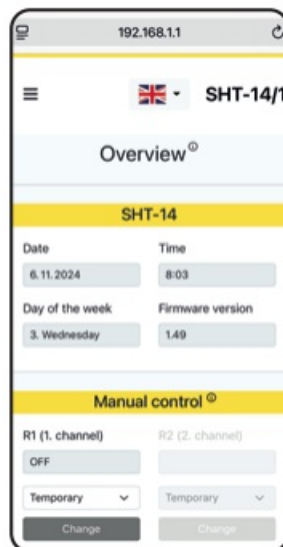 192.168.1.1
SHT-14/1
Overview
SHT-14
Date Time
6. 11. 2024 8:03
Day of the week Firmware version
3. Wednesday 1.49
Manual control
R1 (1. channel) R2 (2. channel)
OFF
Temporary Temporary
Change Change